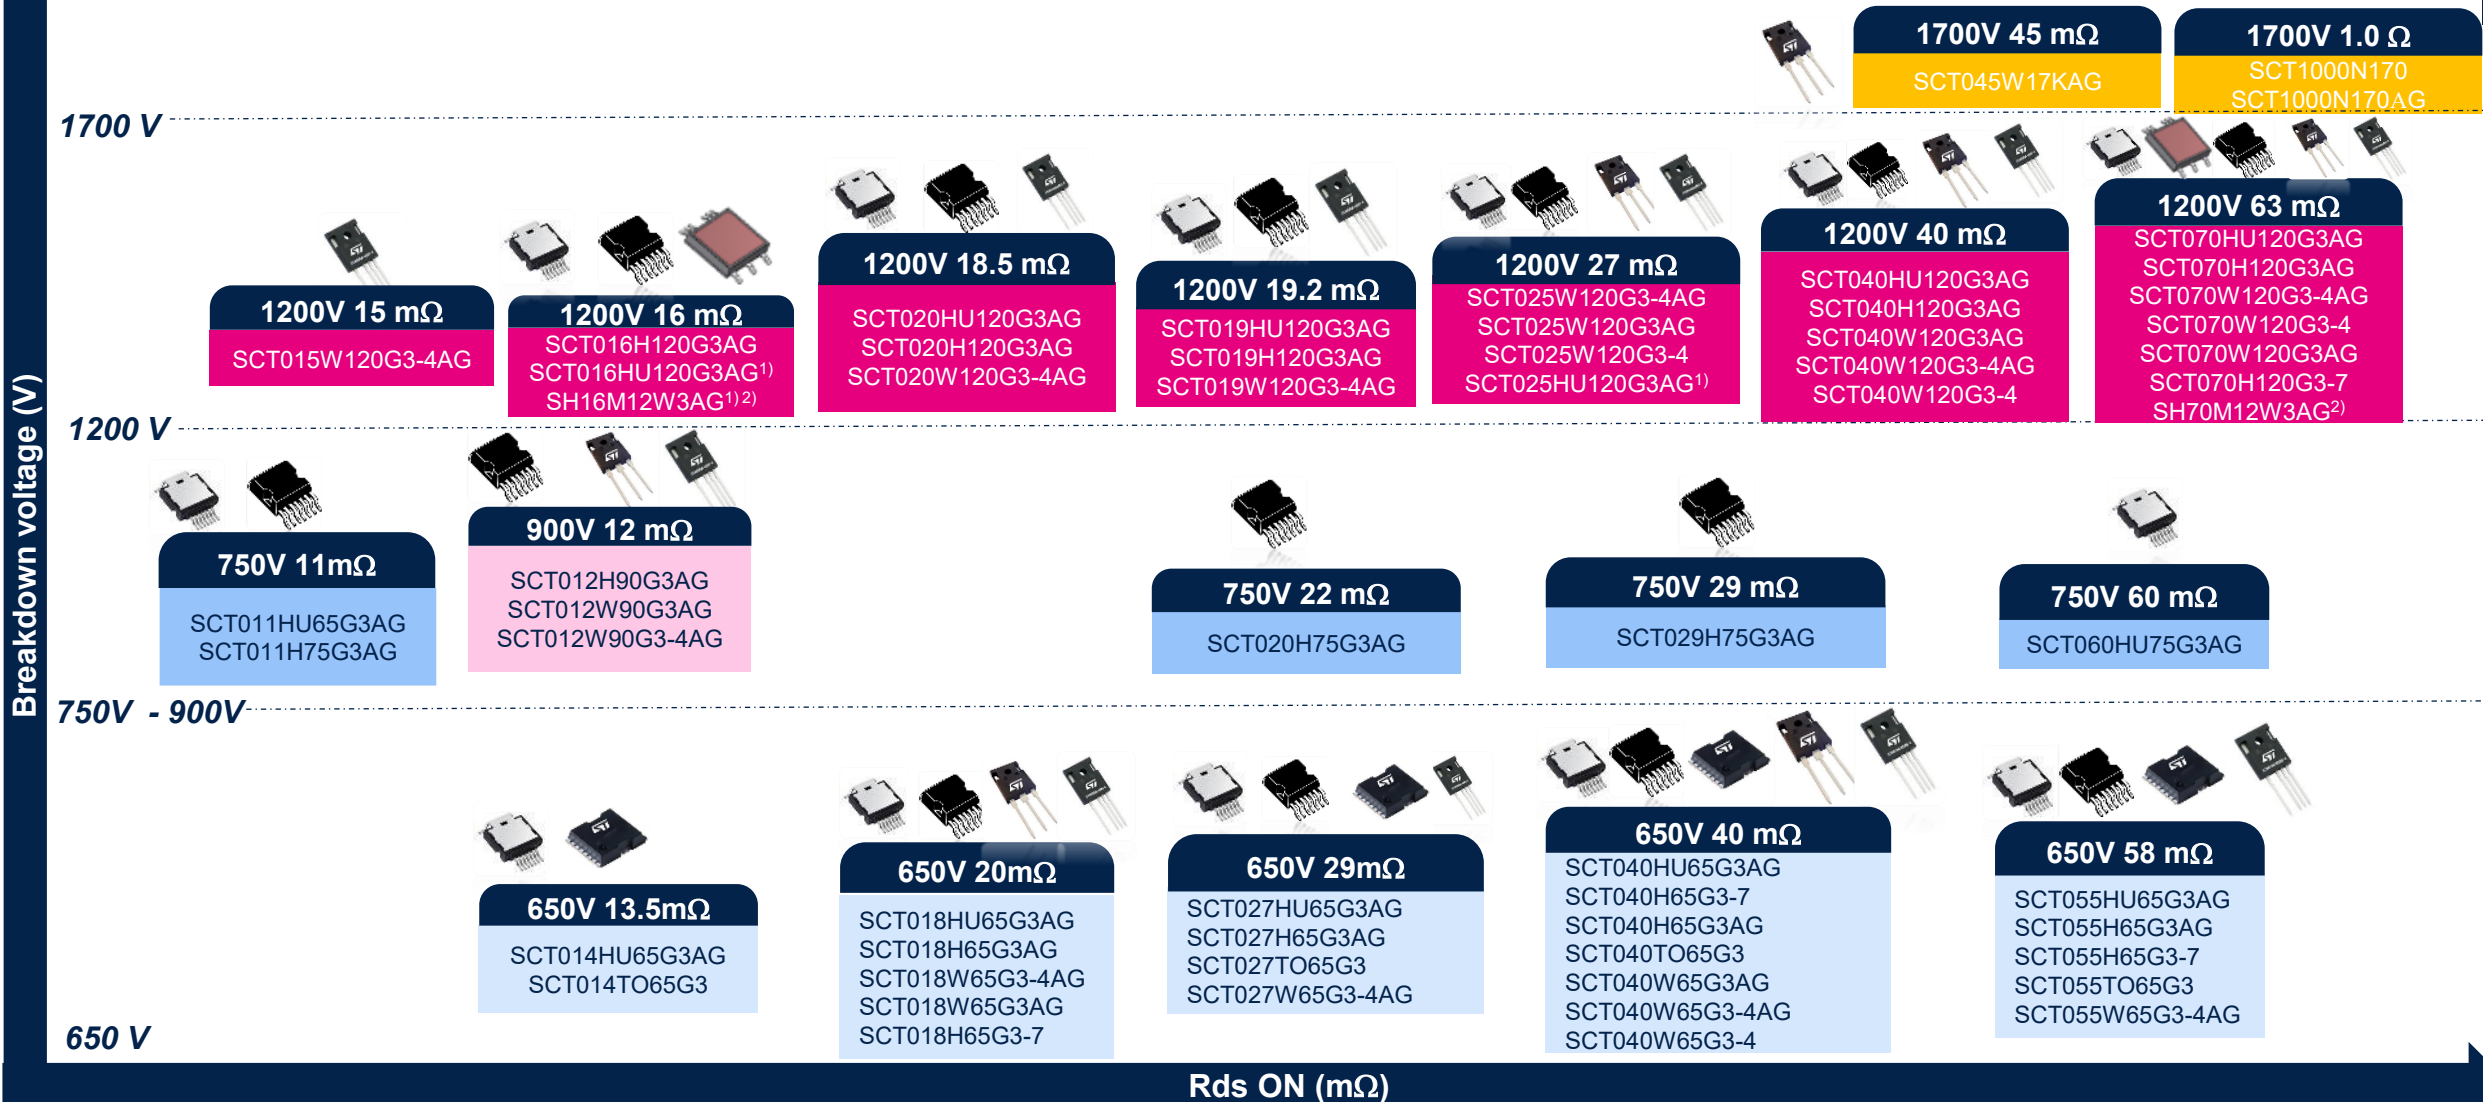 1700V 45 mΩ
SCT045W17KAG
1700V 1.0 Ω
SCT1000N170
SCT1000N170AG
1700 V
1200V 15 mΩ
SCT015W120G3-4AG
1200V 16 mΩ
SCT016H120G3AG
SCT016HU120G3AG1)
SH16M12W3AG1) 2)
1200V 18.5 mΩ
SCT020HU120G3AG
SCT020H120G3AG
SCT020W120G3-4AG
1200V 19.2 mΩ
SCT019HU120G3AG
SCT019H120G3AG
SCT019W120G3-4AG
1200V 27 mΩ
SCT025W120G3-4AG
SCT025W120G3AG
SCT025W120G3-4
SCT025HU120G3AG1)
1200V 40 mΩ
SCT040HU120G3AG
SCT040H120G3AG
SCT040W120G3AG
SCT040W120G3-4AG
SCT040W120G3-4
1200V 63 mΩ
SCT070HU120G3AG
SCT070H120G3AG
SCT070W120G3-4AG
SCT070W120G3-4
SCT070W120G3AG
SCT070H120G3-7
SH70M12W3AG2)
1200 V
750V 11mΩ
SCT011HU65G3AG
SCT011H75G3AG
900V 12 mΩ
SCT012H90G3AG
SCT012W90G3AG
SCT012W90G3-4AG
750V 22 mΩ
SCT020H75G3AG
750V 29 mΩ
SCT029H75G3AG
750V 60 mΩ
SCT060HU75G3AG
750V - 900V
650V 13.5mΩ
SCT014HU65G3AG
SCT014TO65G3
650V 20mΩ
SCT018HU65G3AG
SCT018H65G3AG
SCT018W65G3-4AG
SCT018W65G3AG
SCT018H65G3-7
650V 29mΩ
SCT027HU65G3AG
SCT027H65G3AG
SCT027TO65G3
SCT027W65G3-4AG
650V 40 mΩ
SCT040HU65G3AG
SCT040H65G3-7
SCT040H65G3AG
SCT040TO65G3
SCT040W65G3AG
SCT040W65G3-4AG
SCT040W65G3-4
650V 58 mΩ
SCT055HU65G3AG
SCT055H65G3AG
SCT055H65G3-7
SCT055TO65G3
SCT055W65G3-4AG
650 V
Breakdown voltage (V)
Rds ON (mΩ)